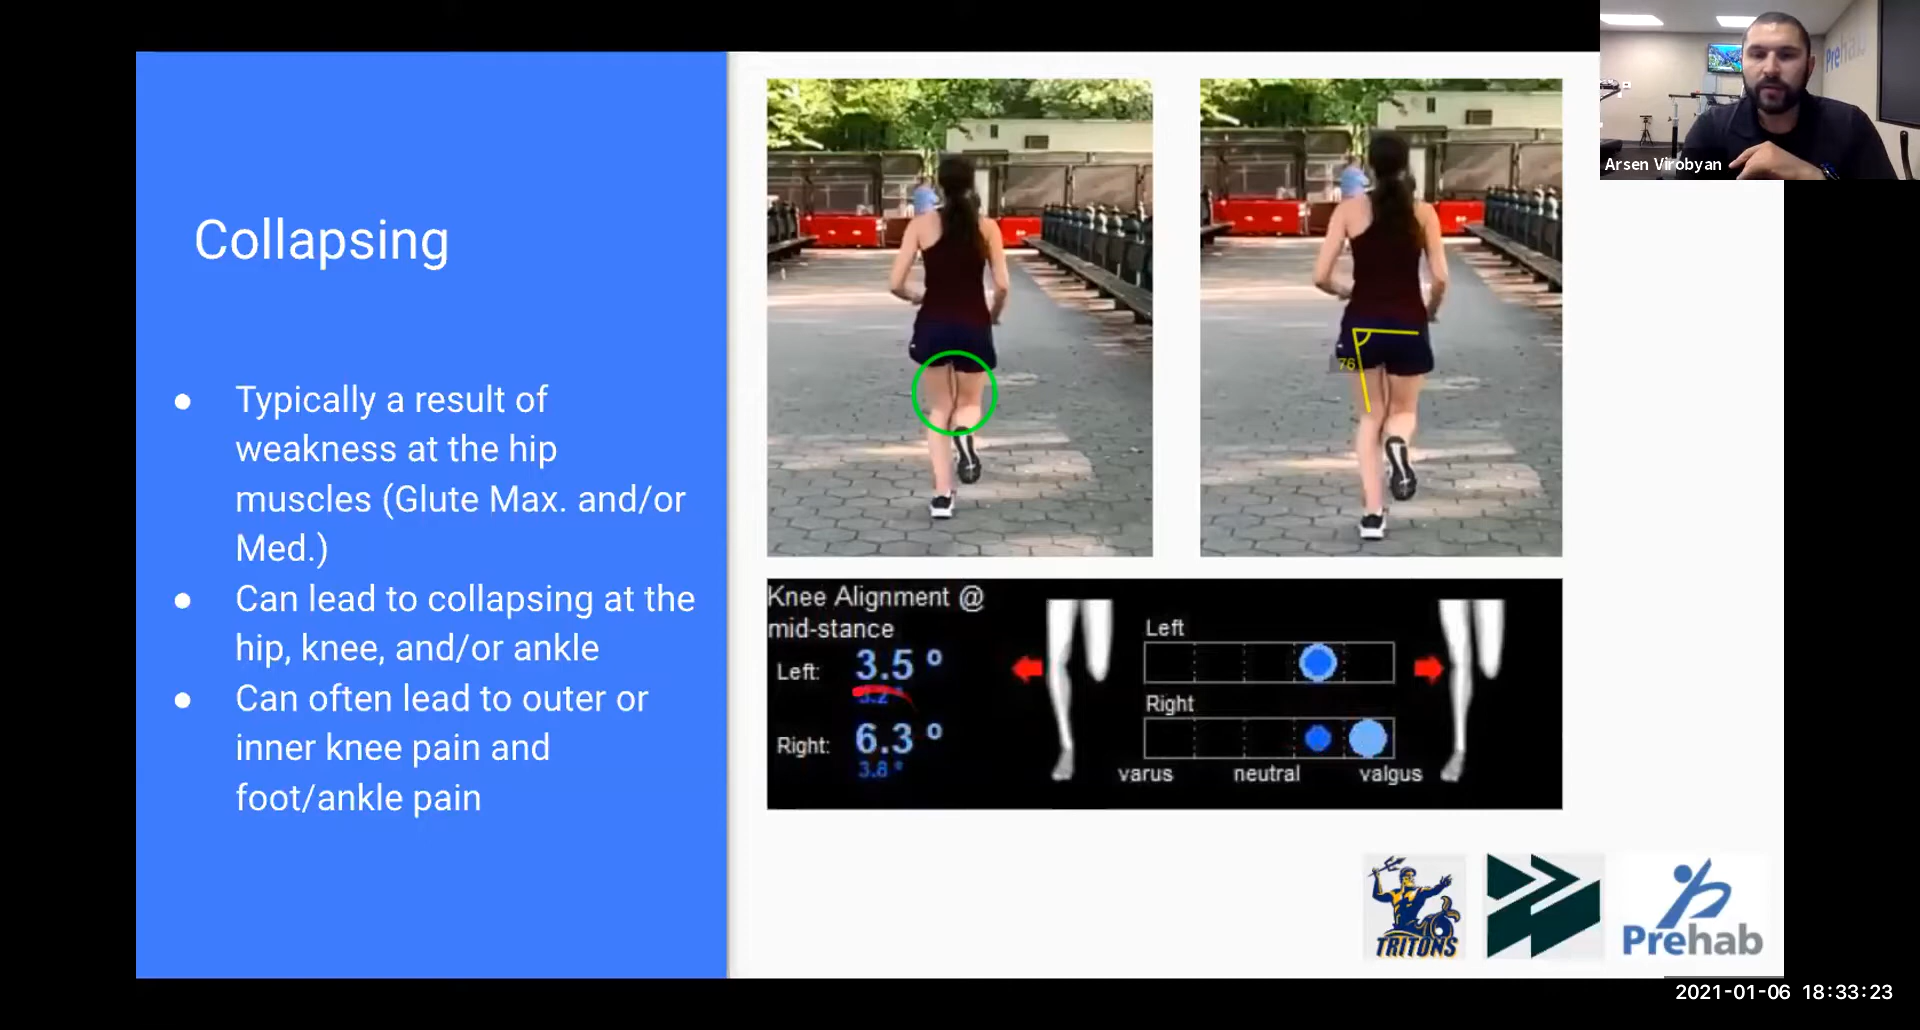 Collapsing
● Typically a result of
weakness at the hip
muscles (Glute Max. and/or
Med.)
● Can lead to collapsing at the
hip, knee, and/or ankle
● Can often lead to outer or
inner knee pain and
foot/ankle pain
76
Knee Alignment @
mid-stance
Left: 3.5 º
3.2 º
Right: 6.3 º
3.8 º
Left
Right
varus neutral valgus
TRITONS
Prehab
Prehab
Arsen Virobyan
2021-01-06 18:33:23